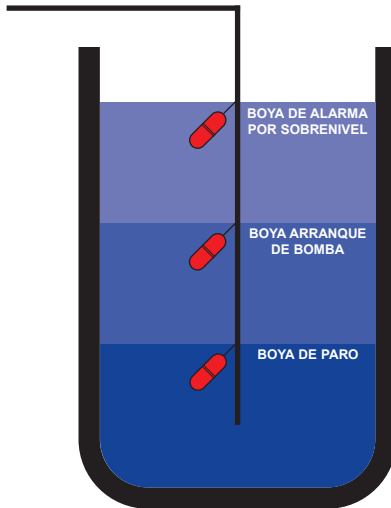 BOYA DE ALARMA
POR SOBRENIVEL
BOYA ARRANQUE
DE BOMBA
BOYA DE PARO